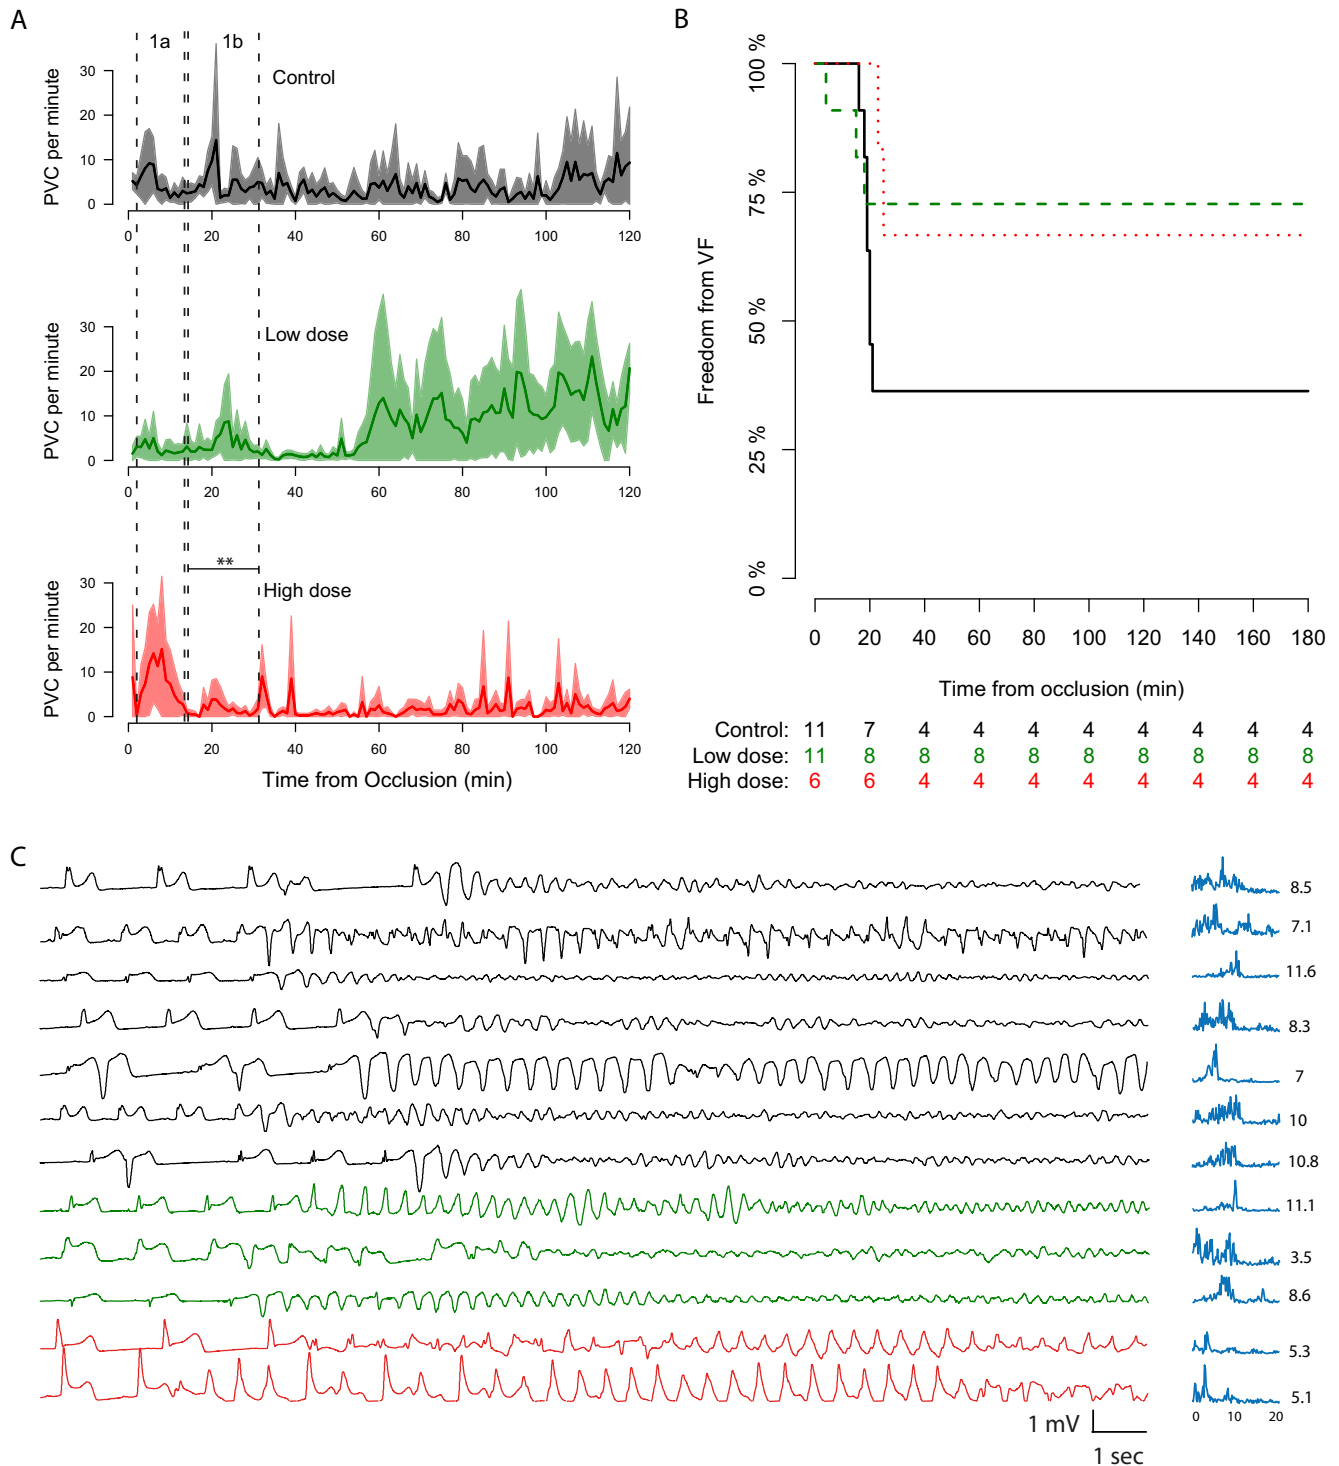 A
1a
1b
Control
PVC per minute
30
20
10
0
0 20 40 60 80 100 120
Low dose
PVC per minute
30
20
10
0
0 20 40 60 80 100 120
**
High dose
PVC per minute
30
20
10
0
0 20 40 60 80 100 120
Time from Occlusion (min)
B
Freedom from VF
100 %
75 %
50 %
25 %
0 %
0 20 40 60 80 100 120 140 160 180
Time from occlusion (min)
Control: 11 7 4 4 4 4 4 4 4 4
Low dose: 11 8 8 8 8 8 8 8 8 8
High dose: 6 6 4 4 4 4 4 4 4 4
C
8.5
7.1
11.6
8.3
7
10
10.8
11.1
3.5
8.6
5.3
5.1
0 10 20
1 mV
1 sec